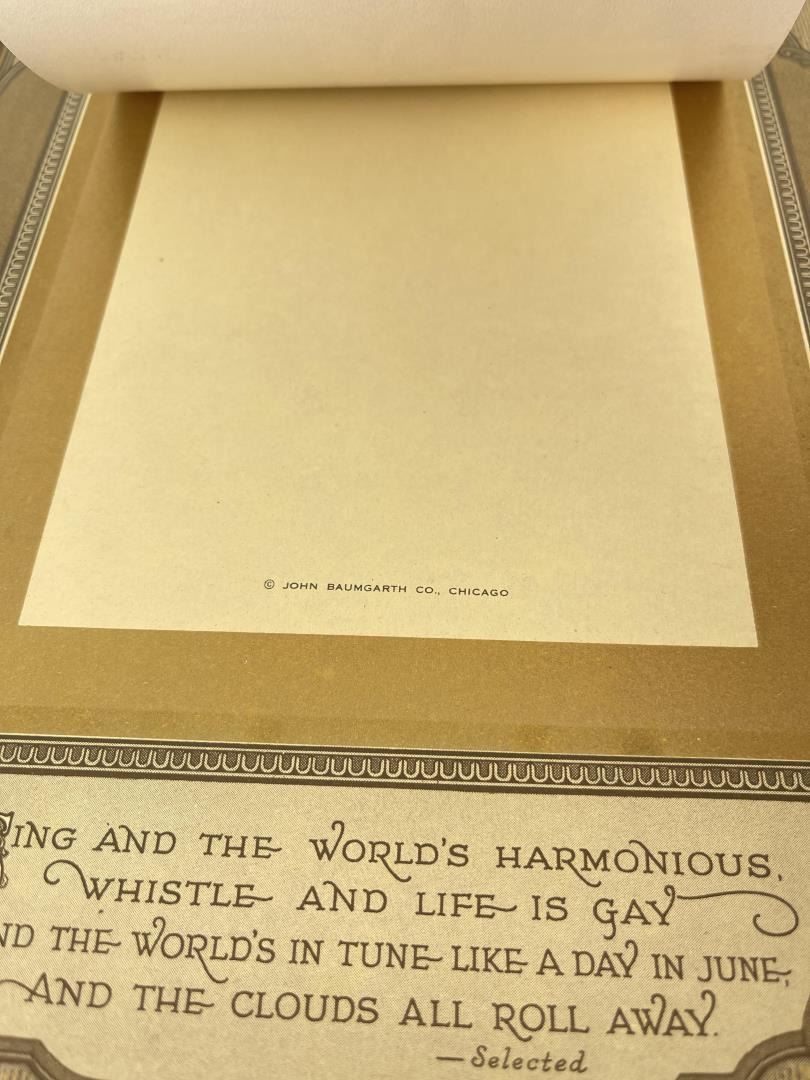 © JOHN BAUMGARTH CO., CHICAGO
SING AND THE WORLD'S HARMONIOUS,
WHISTLE AND LIFE IS GAY
ND THE WORLD'S IN TUNE LIKE A DAY IN JUNE,
AND THE CLOUDS ALL ROLL AWAY.
—Selected